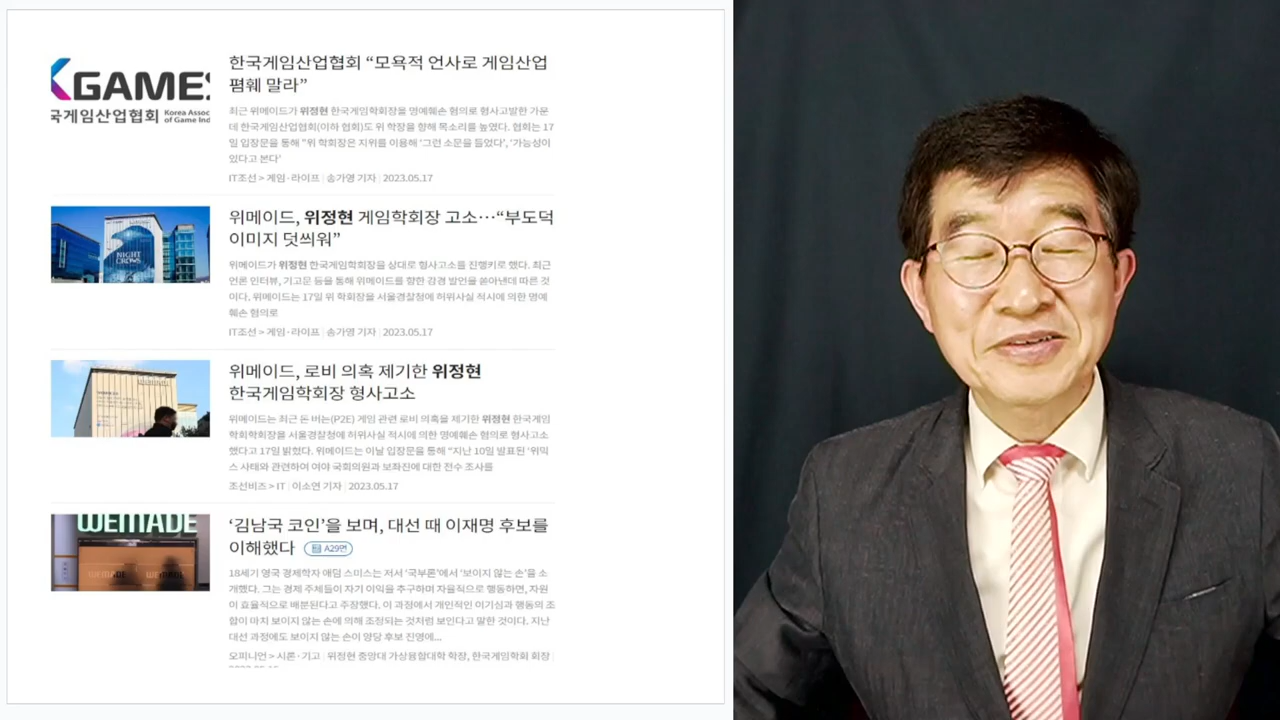 GAMES
국게임산업협회 Korea Assoc
of Game Ind
한국게임산업협회 “모욕적 언사로 게임산업
폄훼 말라”
최근 위메이드가 위정현 한국게임학회장을 명예훼손 혐의로 형사고발한 가운
데 한국게임산업협회(이하 협회)도 위 학장을 향해 목소리를 높였다. 협회는 17
일 입장문을 통해 “위 학회장은 지위를 이용해 ‘그런 소문을 들었다’, ‘가능성이
있다고 본다’
IT조선 > 게임·라이프 | 송가영 기자 | 2023.05.17
NIGHT
CROWS
위메이드, 위정현 게임학회장 고소…“부도덕
이미지 덧씌워”
위메이드가 위정현 한국게임학회장을 상대로 형사고소를 진행키로 했다. 최근
언론 인터뷰, 기고문 등을 통해 위메이드를 향한 강경 발언을 쏟아낸데 따른 것
이다. 위메이드는 17일 위 학회장을 서울경찰청에 허위사실 적시에 의한 명예
훼손 혐의로
IT조선 > 게임·라이프 | 송가영 기자 | 2023.05.17
위메이드, 로비 의혹 제기한 위정현
한국게임학회장 형사고소
위메이드는 최근 돈 버는(P2E) 게임 관련 로비 의혹을 제기한 위정현 한국게임
학회학회장을 서울경찰청에 허위사실 적시에 의한 명예훼손 혐의로 형사고소
했다고 17일 밝혔다. 위메이드는 이날 입장문을 통해 “지난 10일 발표된 ‘위믹
스 사태와 관련하여 여야 국회의원과 보좌진에 대한 전수 조사를
조선비즈 > IT | 이소연 기자 | 2023.05.17
WEMADE
‘김남국 코인’을 보며, 대선 때 이재명 후보를
이해했다 A29면
18세기 영국 경제학자 애덤 스미스는 저서 ‘국부론’에서 ‘보이지 않는 손’을 소
개했다. 그는 경제 주체들이 자기 이익을 추구하며 자율적으로 행동하면, 자원
이 효율적으로 배분된다고 주장했다. 이 과정에서 개인적인 이기심과 행동의 조
합이 마치 보이지 않는 손에 의해 조정되는 것처럼 보인다고 말한 것이다. 지난
대선 과정에도 보이지 않는 손이 양당 후보 진영에...
오피니언 > 시론·기고 | 위정현 중앙대 가상융합대학 학장, 한국게임학회 회장 |